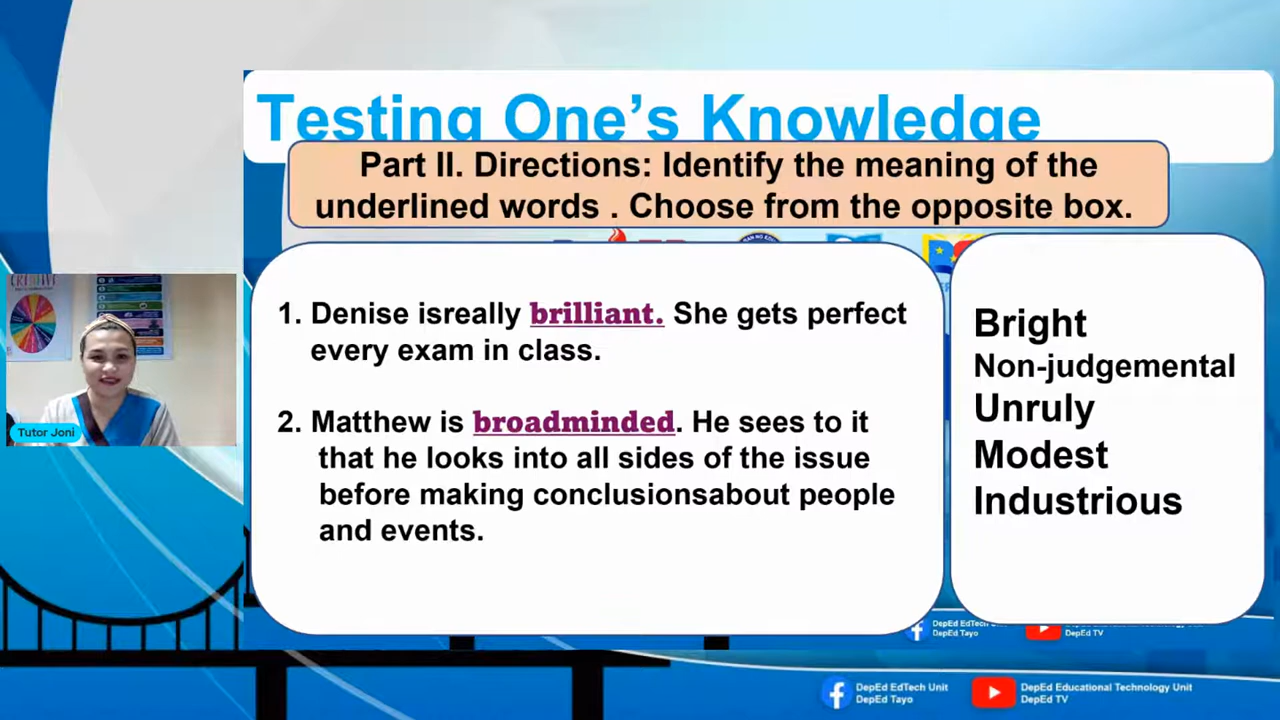 Testing One's Knowledge
Part II. Directions: Identify the meaning of the
underlined words . Choose from the opposite box.
1. Denise isreally brilliant. She gets perfect
every exam in class.
2. Matthew is broadminded. He sees to it
that he looks into all sides of the issue
before making conclusionsabout people
and events.
Bright
Non-judgemental
Unruly
Modest
Industrious
Tutor Joni
DepEd Tayo
DepEd TV
DepEd EdTech Unit
DepEd Tayo
DepEd Educational Technology Unit
DepEd TV